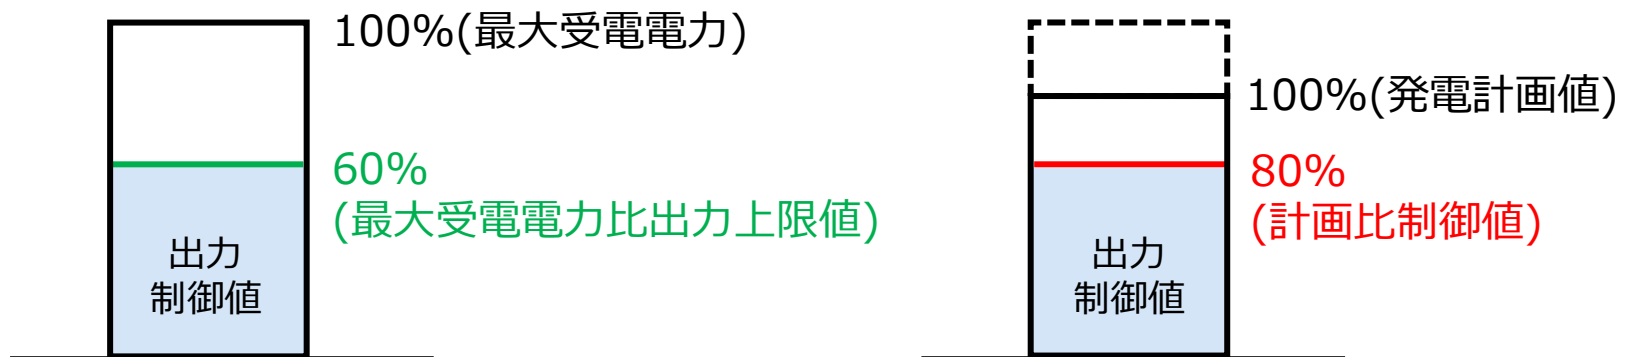 100%(最大受電電力)
60%
(最大受電電力比出力上限値)
出力
制御値
100%(発電計画値)
80%
(計画比制御値)
出力
制御値